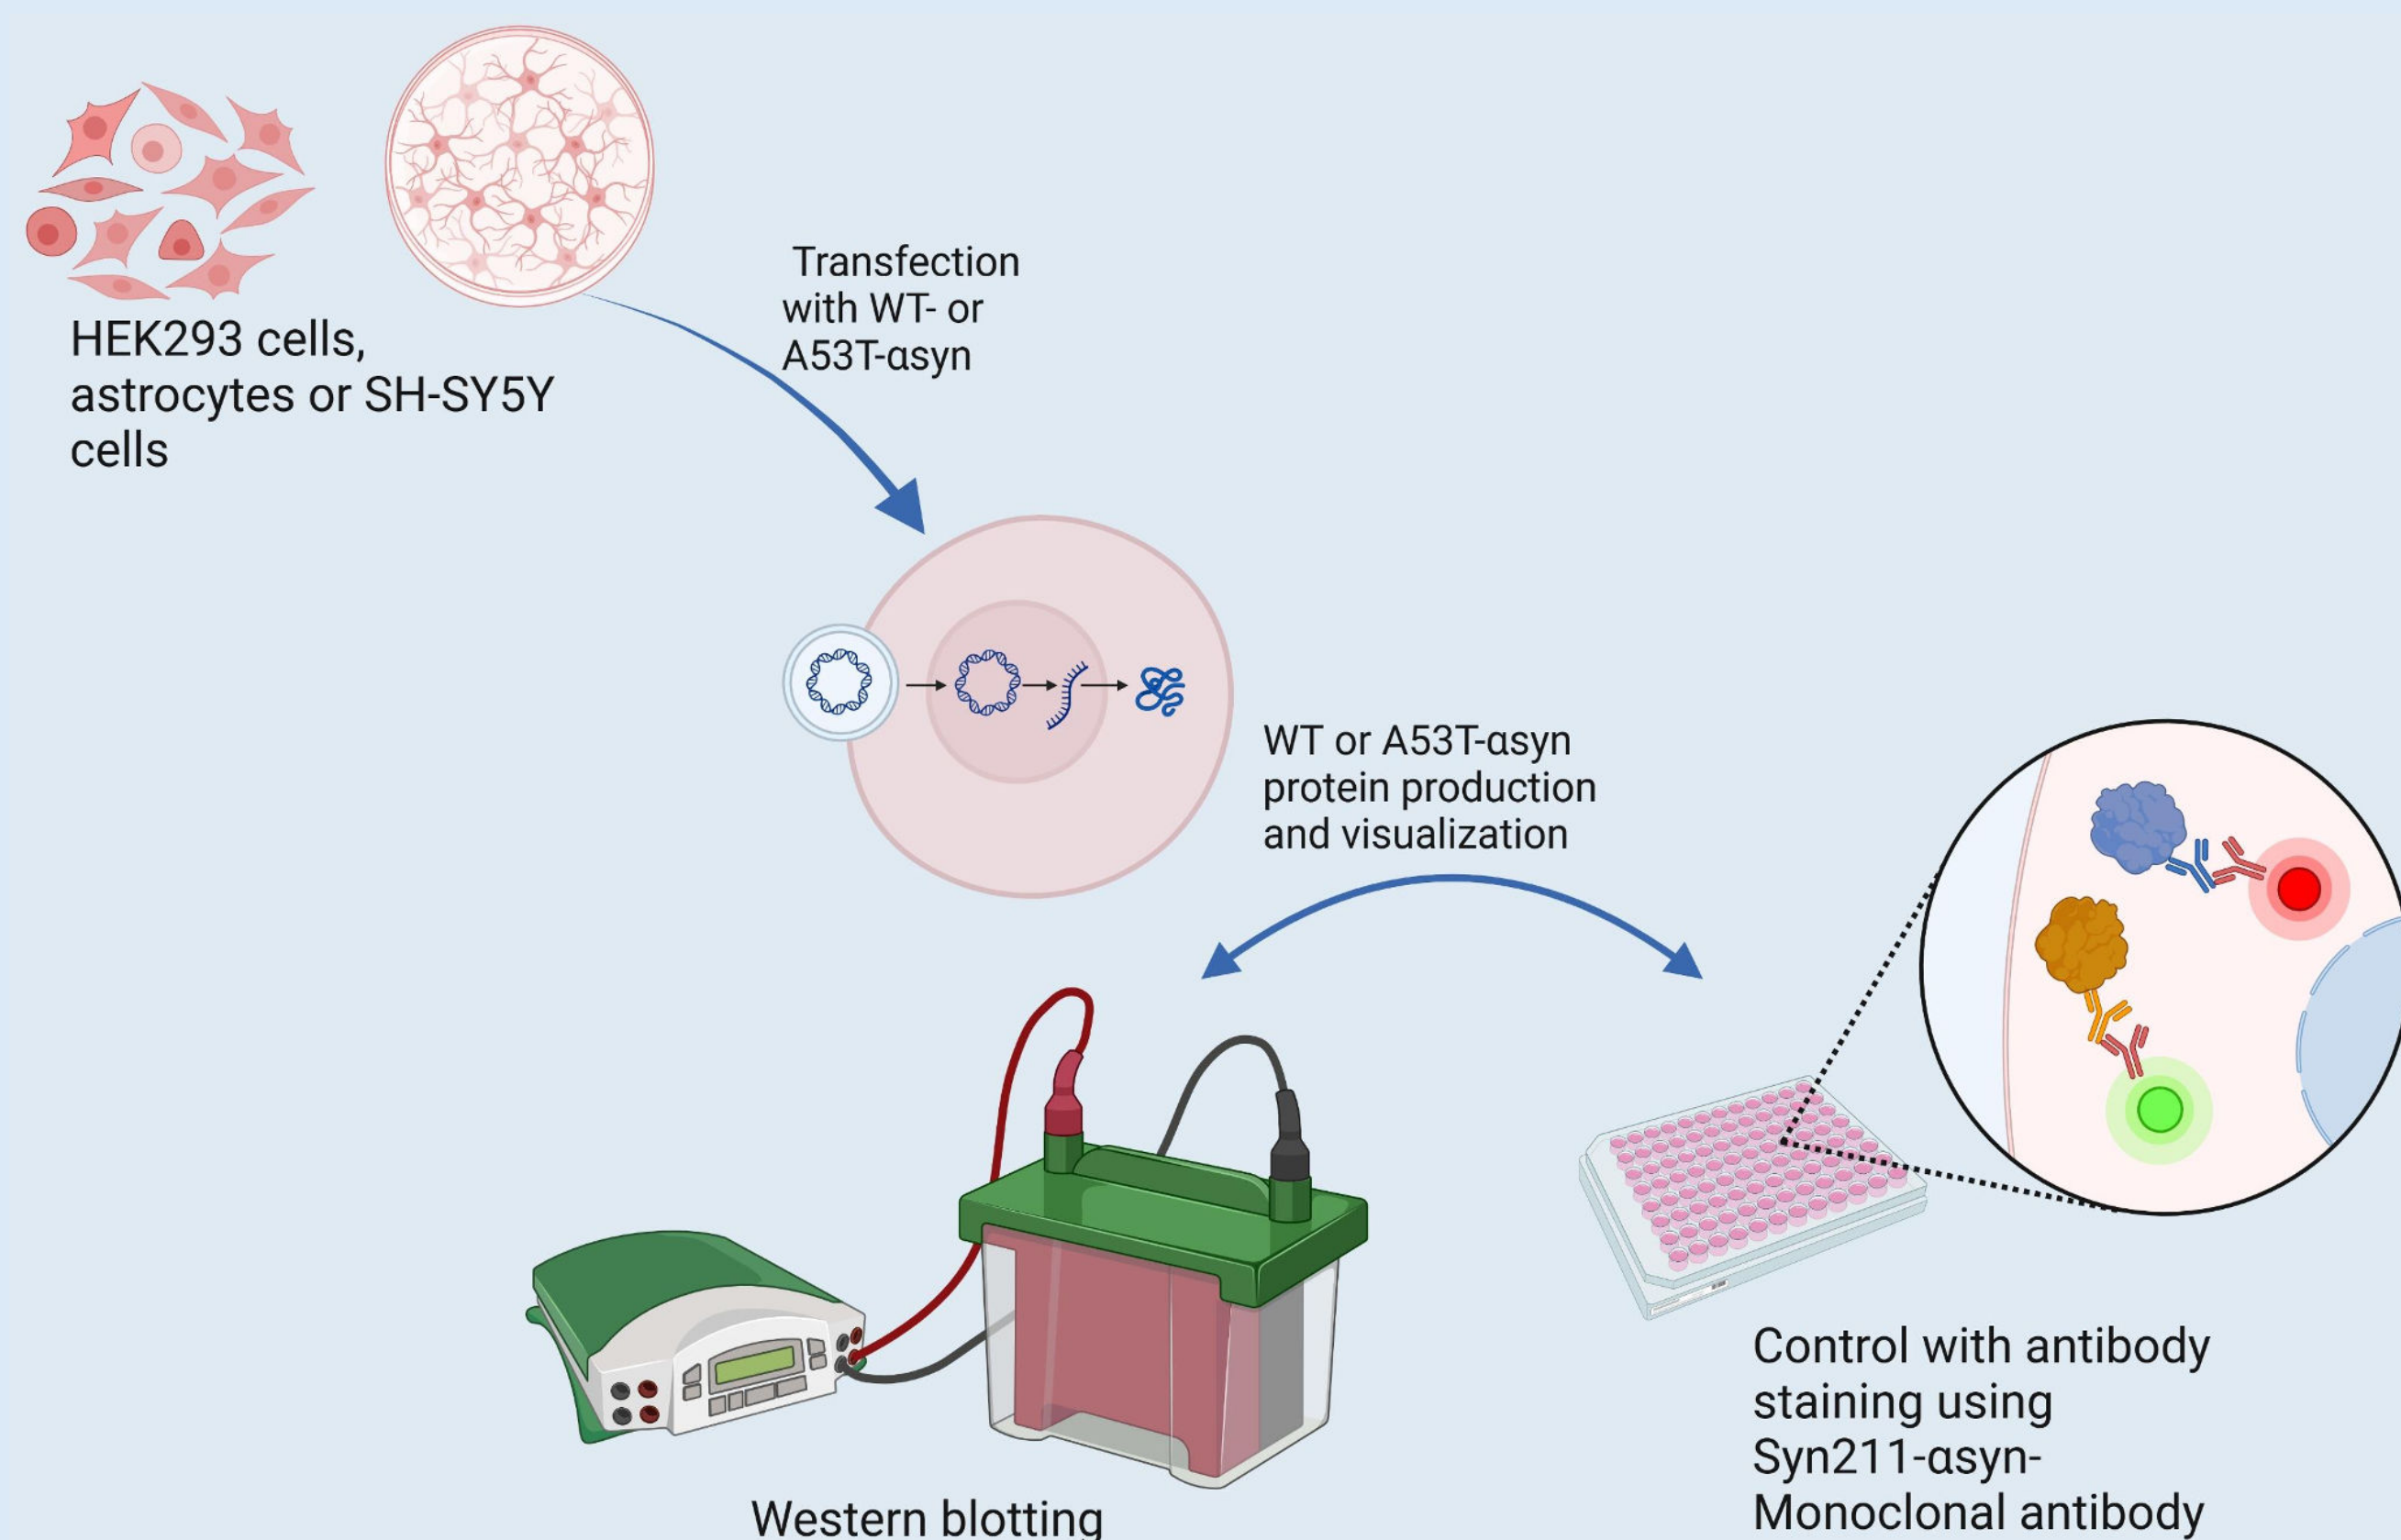 HEK293 cells,
astrocytes or SH-SY5Y
cells
Transfection
with WT- or
A53T-αsyn
WT or A53T-αsyn
protein production
and visualization
Western blotting
Control with antibody
staining using
Syn211-αsyn-
Monoclonal antibody